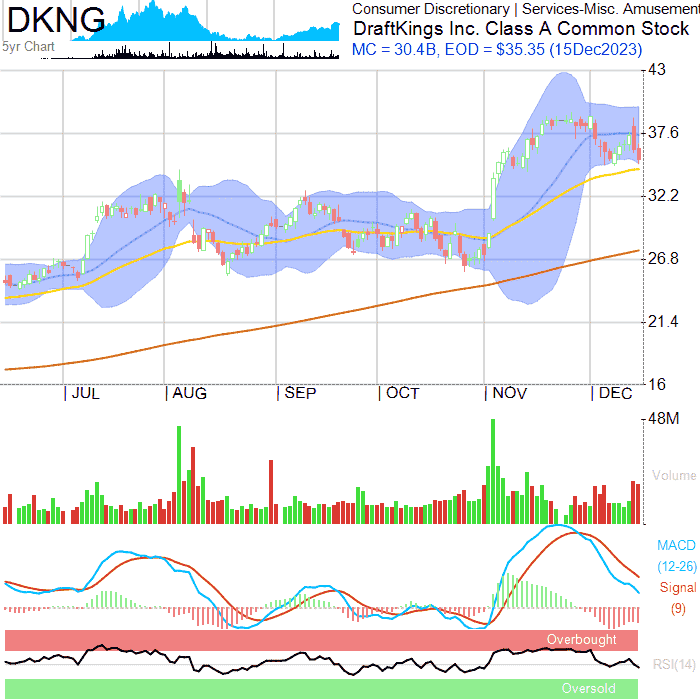 DKNG
5yr Chart
Consumer Discretionary | Services-Misc. Amusement
DraftKings Inc. Class A Common Stock
MC = 30.4B, EOD = $35.35 (15Dec2023)
43
37.6
32.2
26.8
21.4
16
| JUL | AUG | SEP | OCT | NOV | DEC
48M
Volume
MACD
(12-26)
Signal
(9)
Overbought
RSI(14)
Oversold